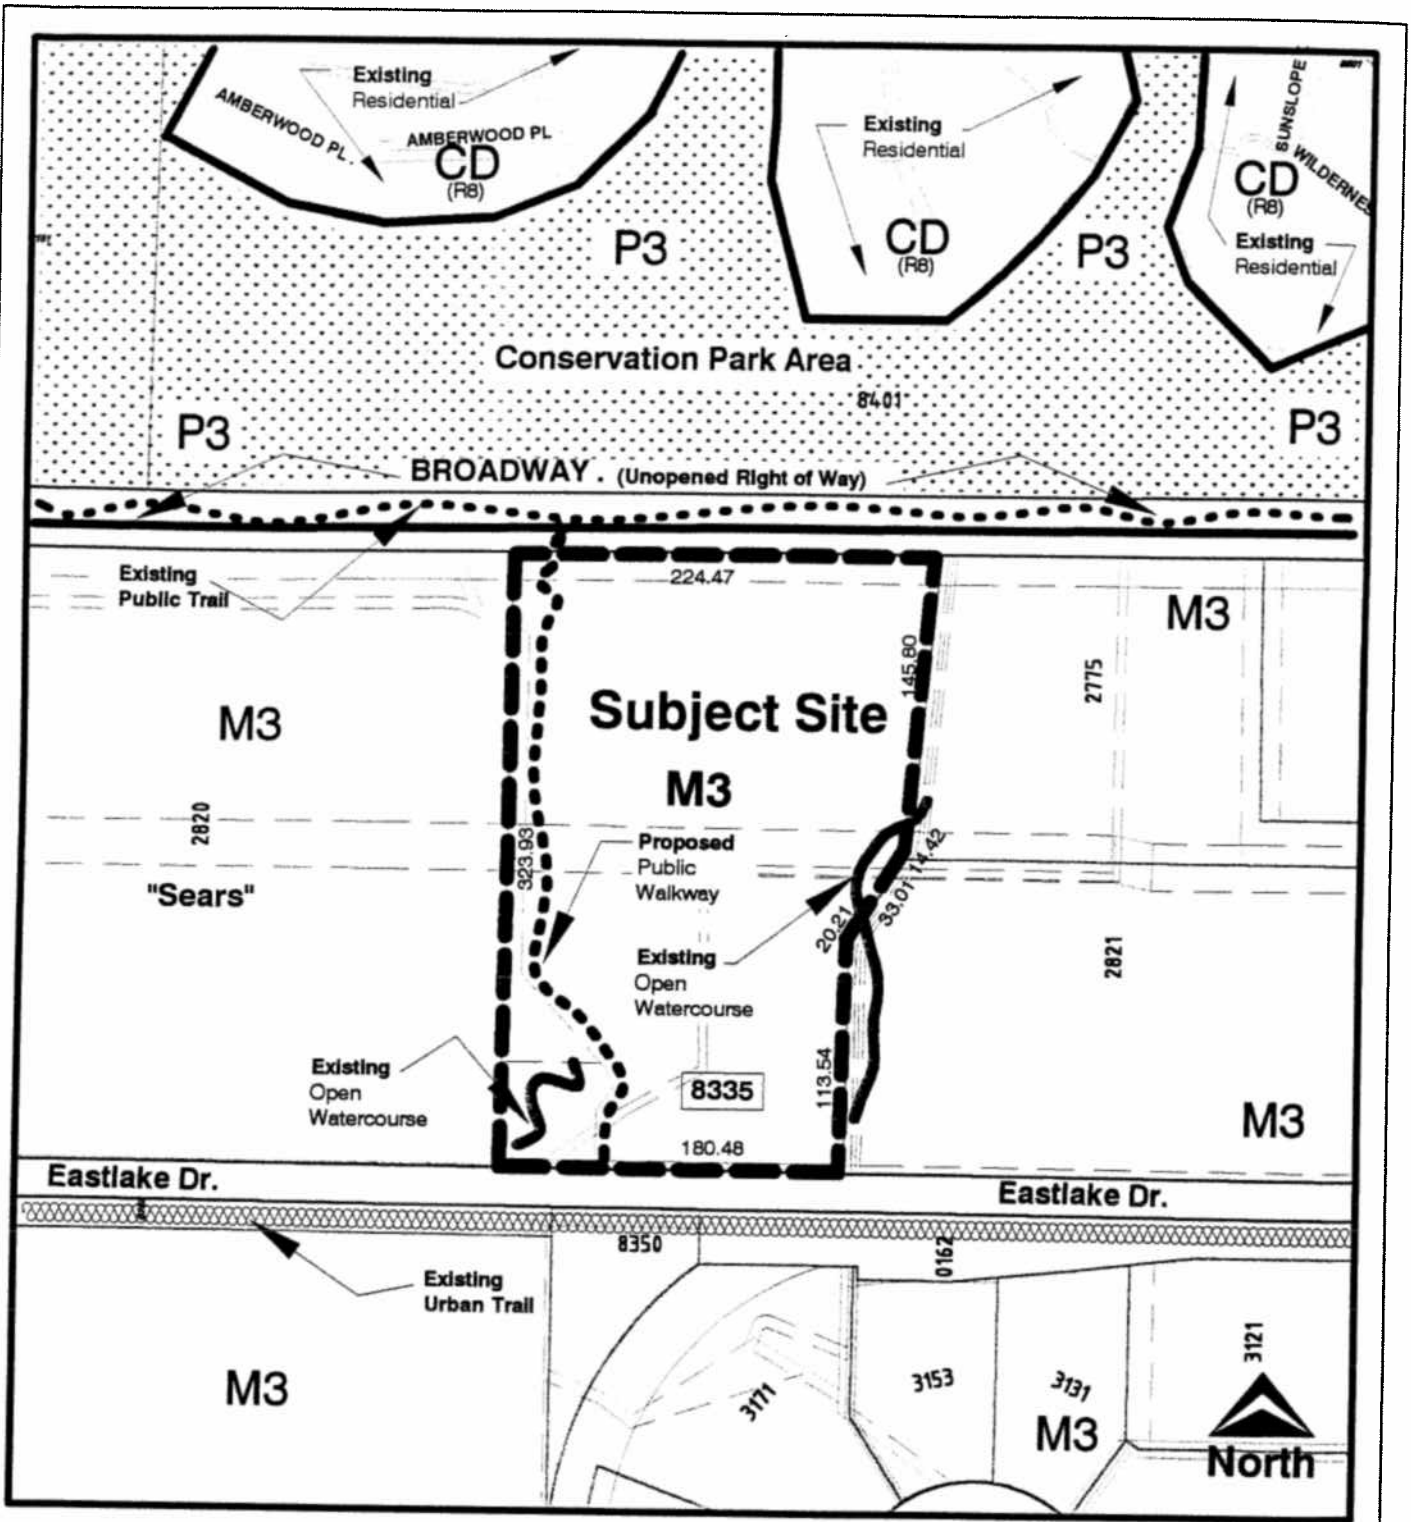 Existing
Residential
AMBERWOOD PL.
AMBERWOOD PL
CD
(R8)
Existing
Residential
CD
(R8)
SUNSLOPE
WILDERNES
CD
(R8)
Existing
Residential
P3
P3
Conservation Park Area
8401
P3
P3
BROADWAY . (Unopened Right of Way)
Existing
Public Trail
224.47
M3
2775
145.80
Subject Site
M3
M3
2820
"Sears"
323.93
Proposed
Public
Walkway
14.42
33.01
20.21
Existing
Open
Watercourse
2821
Existing
Open
Watercourse
8335
113.54
180.48
M3
Eastlake Dr.
Eastlake Dr.
8350
0162
Existing
Urban Trail
M3
3171
3153
3131
M3
3121
North